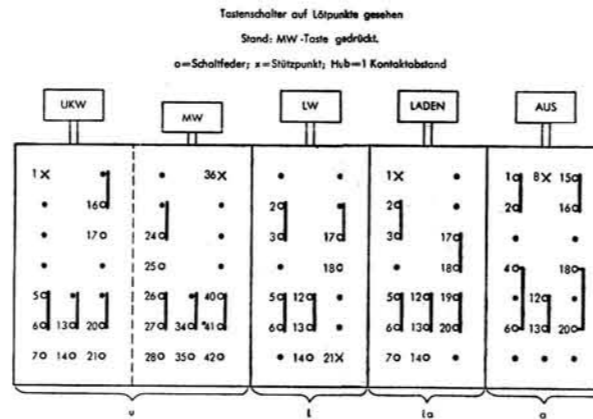 Tastenschalter auf Lötpunkte gesehen
Stand: MW-Taste gedrückt.
o=Schaltfeder; x=Stützpunkt; Hub=1 Kontaktabstand
UKW MW LW LADEN AUS
1 36 1 1 8 15
16 2 2 2 16
17 24 3 17 3 17
25 18 18 4 18
5 26 40 5 12 5 12 19 12
6 13 20 27 34 41 6 13 6 13 20 6 13 20
7 14 21 28 35 42 14 21 7 14
u l la a